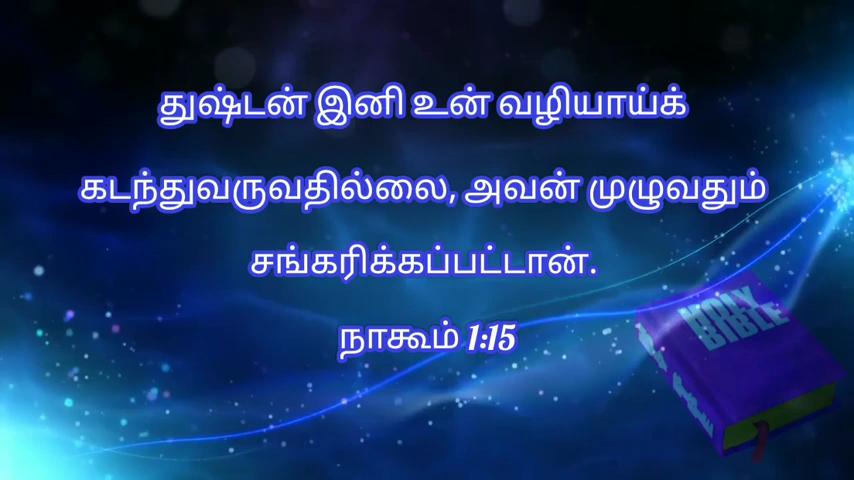 துஷ்டன் இனி உன் வழியாய்க்
கடந்துவருவதில்லை, அவன் முழுவதும்
சங்கரிக்கப்பட்டான்.
நாகூம் 1:15
HOLY
BIBLE